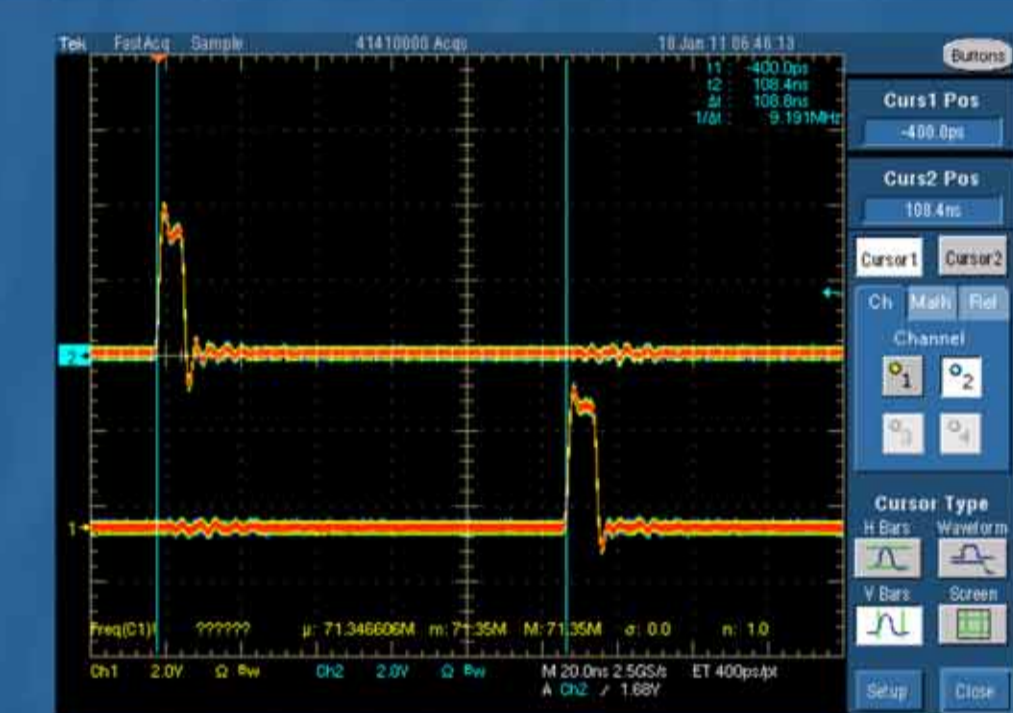 Tek FastAcq Sample 41410000 Acqs 18 Jan 11 06:46:13
Buttons
t1 : -400.0ps
t2 : 108.4ns
Δt : 108.8ns
1/Δt : 9.191MHz
Curs1 Pos
-400.0ps
Curs2 Pos
108.4ns
Cursor1 Cursor2
Ch Math Ref
Channel
1 2
3 4
2
1
Cursor Type
H Bars Waveform
V Bars Screen
Freq(C1)! ?????? µ: 71.346606M m: 71.35M M: 71.35M σ: 0.0 n: 1.0
Ch1 2.0V Ω Bw Ch2 2.0V Ω Bw M 20.0ns 2.5GS/s ET 400ps/pt
A Ch2 / 1.68V
Setup Close